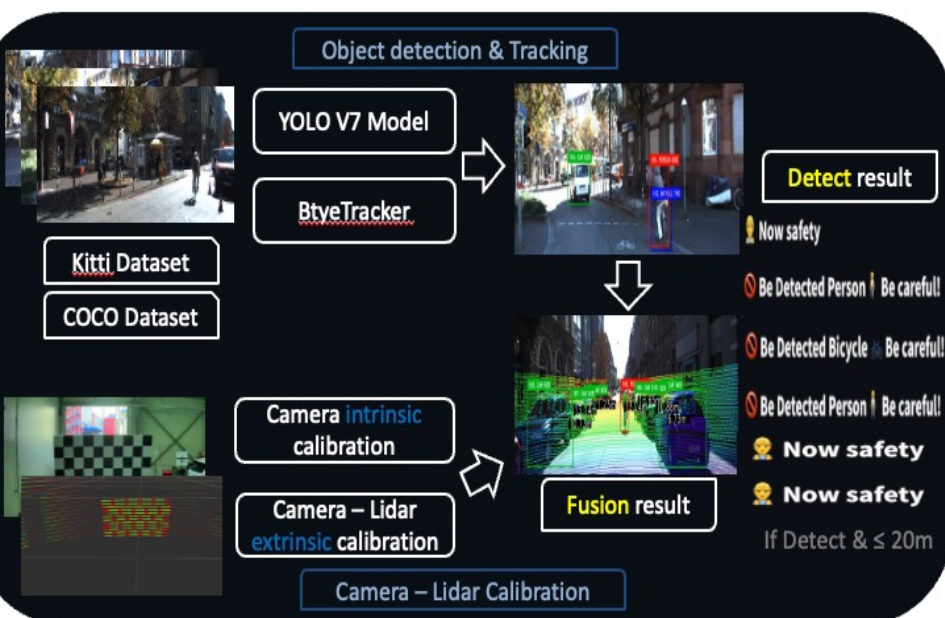 Object detection & Tracking
YOLO V7 Model
BtyeTracker
Kitti Dataset
COCO Dataset
Detect result
Now safety
Be Detected Person Be careful!
Be Detected Bicycle Be careful!
Be Detected Person Be careful!
Now safety
Now safety
If Detect & ≤ 20m
Camera intrinsic
calibration
Camera – Lidar
extrinsic calibration
Fusion result
Camera – Lidar Calibration